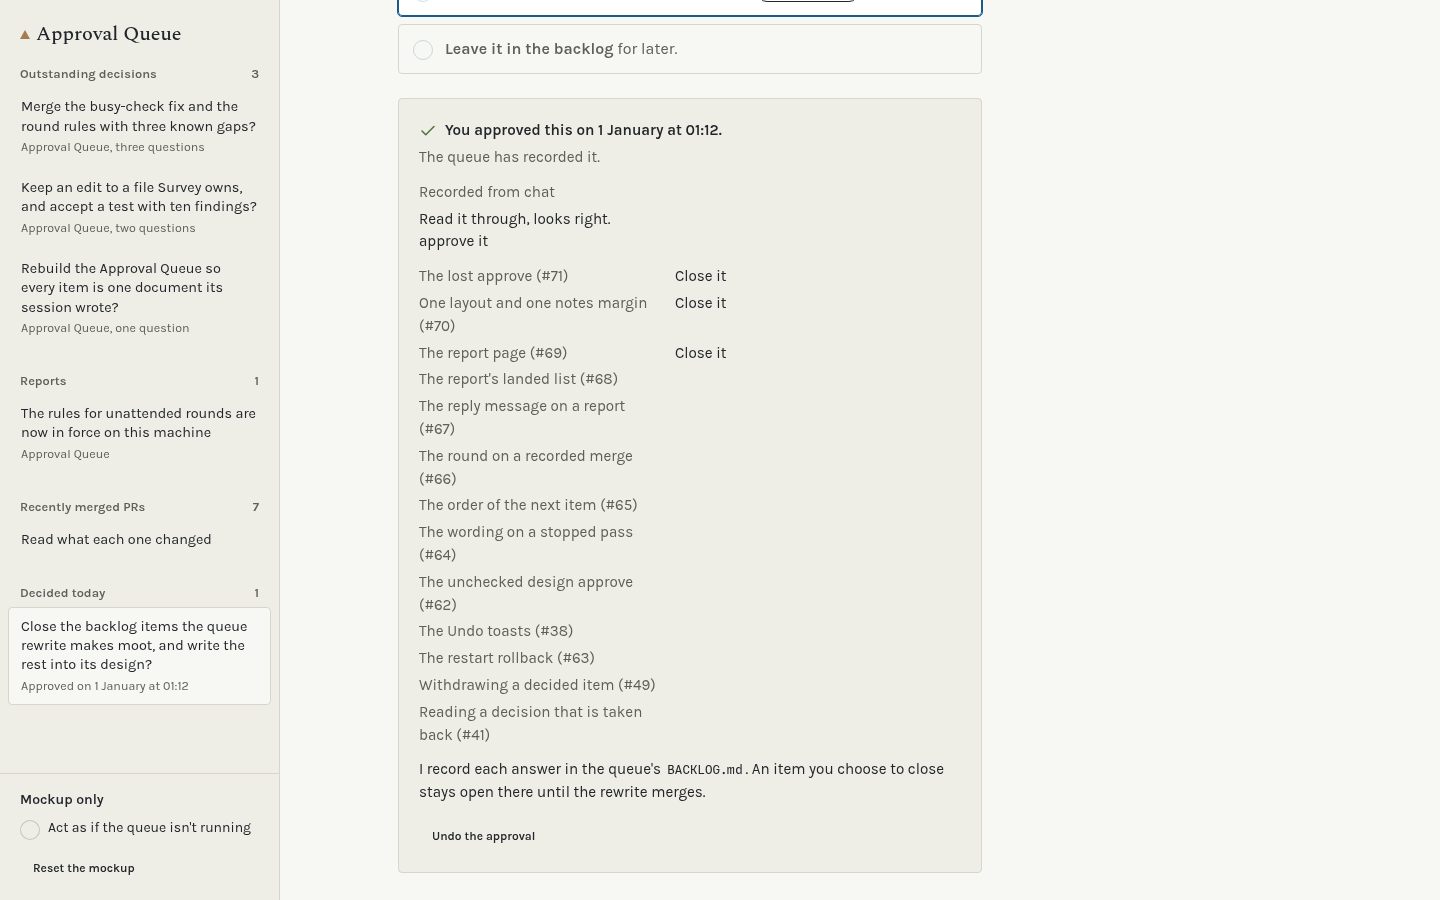 Approval Queue
Outstanding decisions 3
Merge the busy-check fix and the
round rules with three known gaps?
Approval Queue, three questions
Keep an edit to a file Survey owns,
and accept a test with ten findings?
Approval Queue, two questions
Rebuild the Approval Queue so
every item is one document its
session wrote?
Approval Queue, one question
Reports 1
The rules for unattended rounds are
now in force on this machine
Approval Queue
Recently merged PRs 7
Read what each one changed
Decided today 1
Close the backlog items the queue
rewrite makes moot, and write the
rest into its design?
Approved on 1 January at 01:12
Mockup only
Act as if the queue isn't running
Reset the mockup
Leave it in the backlog for later.
You approved this on 1 January at 01:12.
The queue has recorded it.
Recorded from chat
Read it through, looks right.
approve it
The lost approve (#71) Close it
One layout and one notes margin Close it
(#70)
The report page (#69) Close it
The report's landed list (#68)
The reply message on a report
(#67)
The round on a recorded merge
(#66)
The order of the next item (#65)
The wording on a stopped pass
(#64)
The unchecked design approve
(#62)
The Undo toasts (#38)
The restart rollback (#63)
Withdrawing a decided item (#49)
Reading a decision that is taken
back (#41)
I record each answer in the queue's BACKLOG.md. An item you choose to close
stays open there until the rewrite merges.
Undo the approval